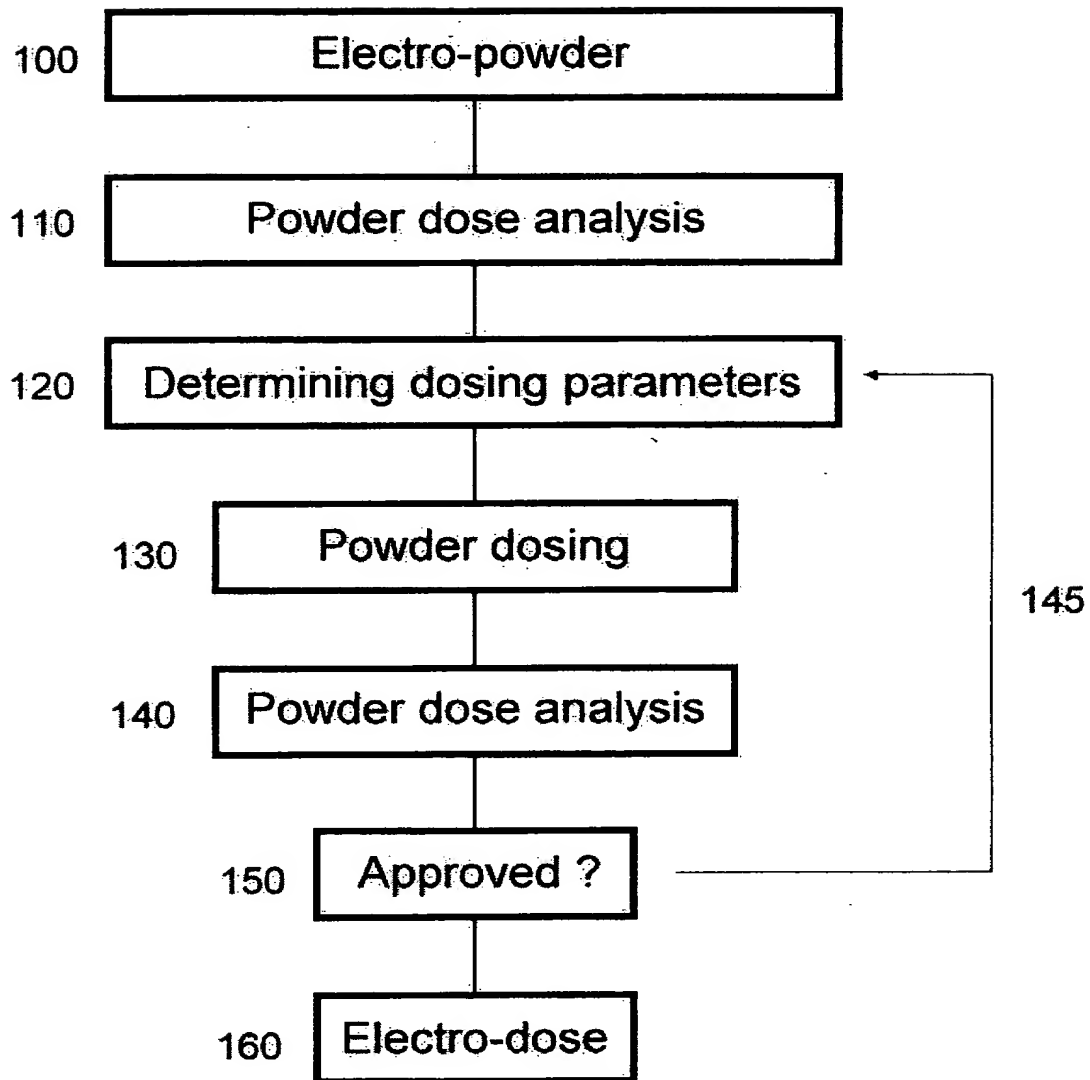 100 Electro-powder
110 Powder dose analysis
120 Determining dosing parameters
130 Powder dosing
145
140 Powder dose analysis
150 Approved ?
160 Electro-dose